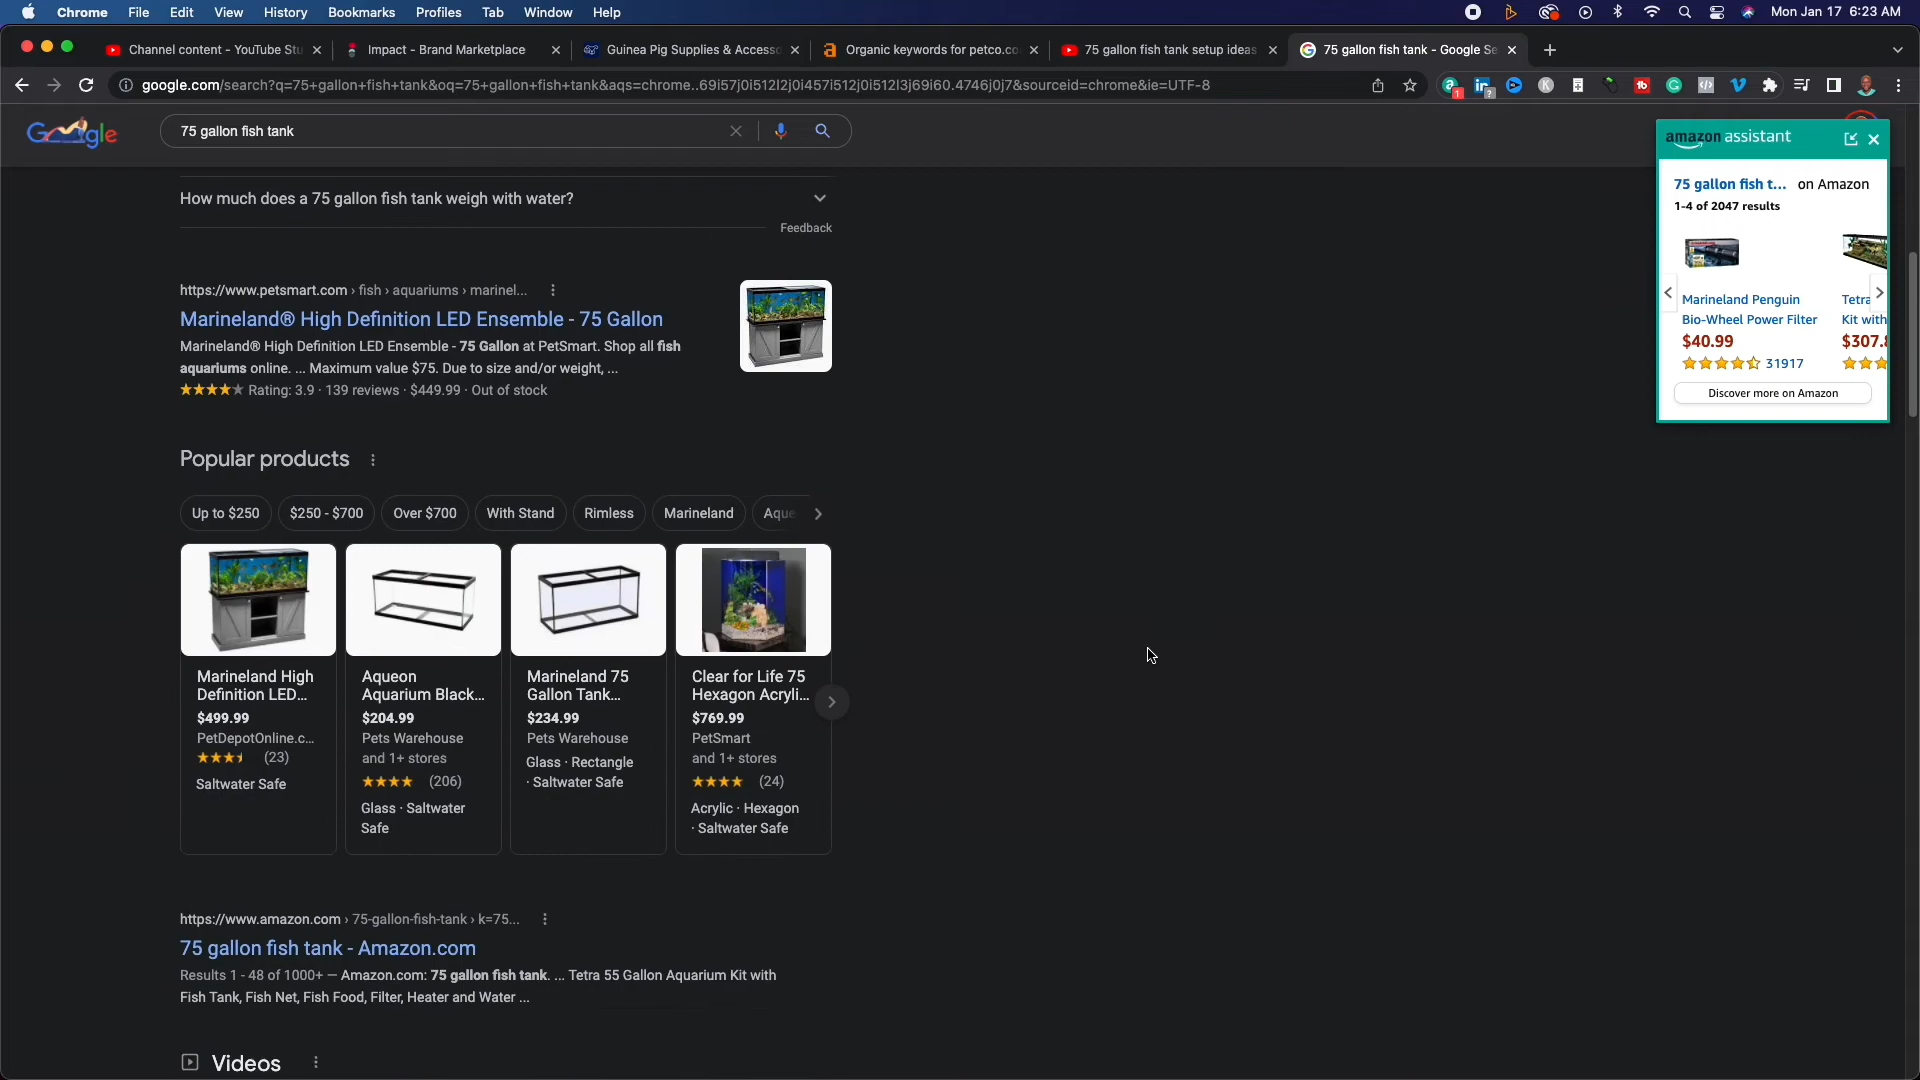 Chrome File Edit View History Bookmarks Profiles Tab Window Help Mon Jan 17 6:23 AM
Channel content - YouTube Stu
Impact - Brand Marketplace
Guinea Pig Supplies & Accesso
Organic keywords for petco.co
75 gallon fish tank setup ideas
75 gallon fish tank - Google Se
google.com/search?q=75+gallon+fish+tank&oq=75+gallon+fish+tank&aqs=chrome..69i57j0i512l2j0i457i512j0i512l3j69i60.4746j0j7&sourceid=chrome&ie=UTF-8
Google
75 gallon fish tank
How much does a 75 gallon fish tank weigh with water?
Feedback
https://www.petsmart.com › fish › aquariums › marinel...
Marineland® High Definition LED Ensemble - 75 Gallon
Marineland® High Definition LED Ensemble - 75 Gallon at PetSmart. Shop all fish
aquariums online. ... Maximum value $75. Due to size and/or weight, ...
Rating: 3.9 · 139 reviews · $449.99 · Out of stock
Popular products
Up to $250
$250 - $700
Over $700
With Stand
Rimless
Marineland
Aque
Marineland High
Definition LED...
$499.99
PetDepotOnline.c...
(23)
Saltwater Safe
Aqueon
Aquarium Black...
$204.99
Pets Warehouse
and 1+ stores
(206)
Glass · Saltwater
Safe
Marineland 75
Gallon Tank...
$234.99
Pets Warehouse
Glass · Rectangle
· Saltwater Safe
Clear for Life 75
Hexagon Acryli...
$769.99
PetSmart
and 1+ stores
(24)
Acrylic · Hexagon
· Saltwater Safe
https://www.amazon.com › 75-gallon-fish-tank › k=75...
75 gallon fish tank - Amazon.com
Results 1 - 48 of 1000+ — Amazon.com: 75 gallon fish tank. ... Tetra 55 Gallon Aquarium Kit with
Fish Tank, Fish Net, Fish Food, Filter, Heater and Water ...
Videos
amazon assistant
75 gallon fish t... on Amazon
1-4 of 2047 results
Marineland Penguin
Bio-Wheel Power Filter
$40.99
31917
Tetra
Kit with
$307.8
Discover more on Amazon